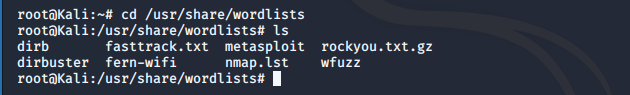 root@Kali:~# cd /usr/share/wordlists
root@Kali:/usr/share/wordlists# ls
dirb       fasttrack.txt  metasploit  rockyou.txt.gz
dirbuster  fern-wifi      nmap.lst    wfuzz
root@Kali:/usr/share/wordlists#